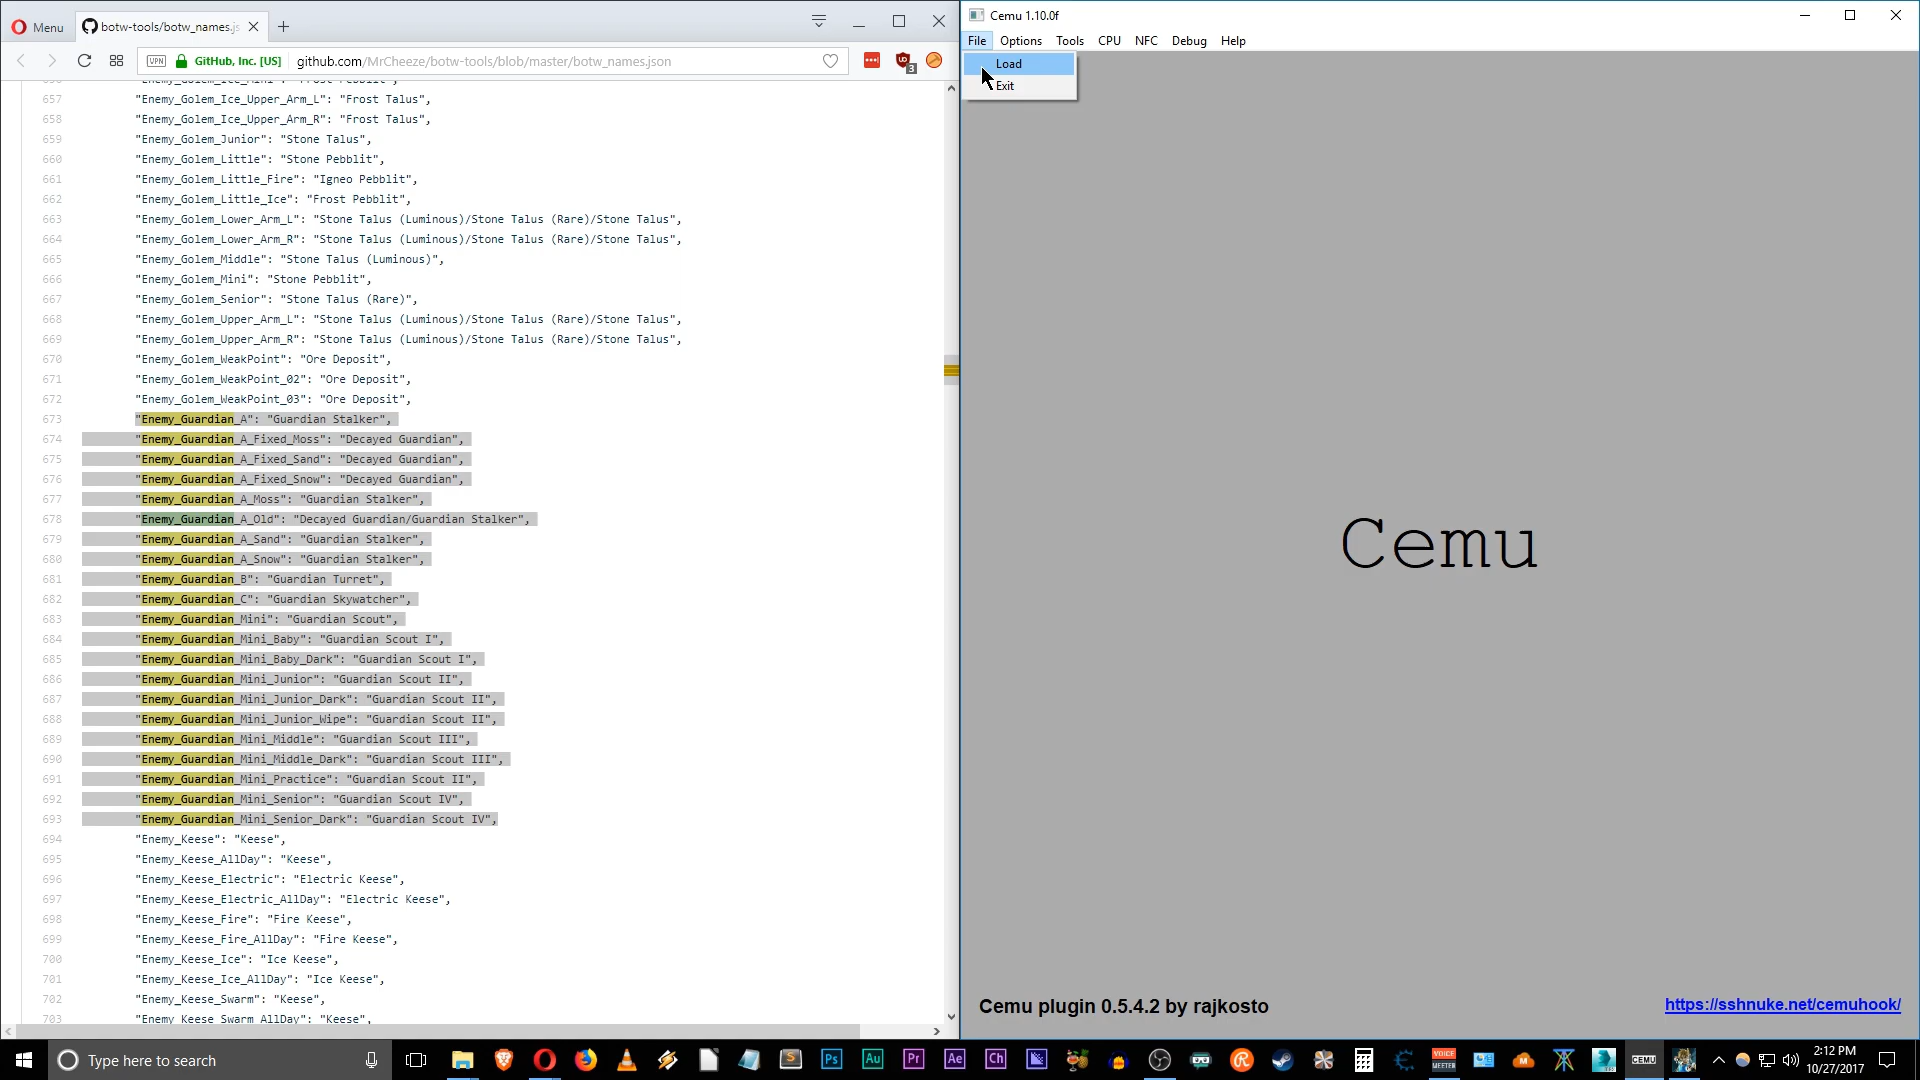 Menu
botw-tools/botw_names.js
VPN
GitHub, Inc. [US]
github.com/MrCheeze/botw-tools/blob/master/botw_names.json
3
657 "Enemy_Golem_Ice_Upper_Arm_L": "Frost Talus",
658 "Enemy_Golem_Ice_Upper_Arm_R": "Frost Talus",
659 "Enemy_Golem_Junior": "Stone Talus",
660 "Enemy_Golem_Little": "Stone Pebblit",
661 "Enemy_Golem_Little_Fire": "Igneo Pebblit",
662 "Enemy_Golem_Little_Ice": "Frost Pebblit",
663 "Enemy_Golem_Lower_Arm_L": "Stone Talus (Luminous)/Stone Talus (Rare)/Stone Talus",
664 "Enemy_Golem_Lower_Arm_R": "Stone Talus (Luminous)/Stone Talus (Rare)/Stone Talus",
665 "Enemy_Golem_Middle": "Stone Talus (Luminous)",
666 "Enemy_Golem_Mini": "Stone Pebblit",
667 "Enemy_Golem_Senior": "Stone Talus (Rare)",
668 "Enemy_Golem_Upper_Arm_L": "Stone Talus (Luminous)/Stone Talus (Rare)/Stone Talus",
669 "Enemy_Golem_Upper_Arm_R": "Stone Talus (Luminous)/Stone Talus (Rare)/Stone Talus",
670 "Enemy_Golem_WeakPoint": "Ore Deposit",
671 "Enemy_Golem_WeakPoint_02": "Ore Deposit",
672 "Enemy_Golem_WeakPoint_03": "Ore Deposit",
673 "Enemy_Guardian_A": "Guardian Stalker",
674 "Enemy_Guardian_A_Fixed_Moss": "Decayed Guardian",
675 "Enemy_Guardian_A_Fixed_Sand": "Decayed Guardian",
676 "Enemy_Guardian_A_Fixed_Snow": "Decayed Guardian",
677 "Enemy_Guardian_A_Moss": "Guardian Stalker",
678 "Enemy_Guardian_A_Old": "Decayed Guardian/Guardian Stalker",
679 "Enemy_Guardian_A_Sand": "Guardian Stalker",
680 "Enemy_Guardian_A_Snow": "Guardian Stalker",
681 "Enemy_Guardian_B": "Guardian Turret",
682 "Enemy_Guardian_C": "Guardian Skywatcher",
683 "Enemy_Guardian_Mini": "Guardian Scout",
684 "Enemy_Guardian_Mini_Baby": "Guardian Scout I",
685 "Enemy_Guardian_Mini_Baby_Dark": "Guardian Scout I",
686 "Enemy_Guardian_Mini_Junior": "Guardian Scout II",
687 "Enemy_Guardian_Mini_Junior_Dark": "Guardian Scout II",
688 "Enemy_Guardian_Mini_Junior_Wipe": "Guardian Scout II",
689 "Enemy_Guardian_Mini_Middle": "Guardian Scout III",
690 "Enemy_Guardian_Mini_Middle_Dark": "Guardian Scout III",
691 "Enemy_Guardian_Mini_Practice": "Guardian Scout II",
692 "Enemy_Guardian_Mini_Senior": "Guardian Scout IV",
693 "Enemy_Guardian_Mini_Senior_Dark": "Guardian Scout IV",
694 "Enemy_Keese": "Keese",
695 "Enemy_Keese_AllDay": "Keese",
696 "Enemy_Keese_Electric": "Electric Keese",
697 "Enemy_Keese_Electric_AllDay": "Electric Keese",
698 "Enemy_Keese_Fire": "Fire Keese",
699 "Enemy_Keese_Fire_AllDay": "Fire Keese",
700 "Enemy_Keese_Ice": "Ice Keese",
701 "Enemy_Keese_Ice_AllDay": "Ice Keese",
702 "Enemy_Keese_Swarm": "Keese",
703 "Enemy_Keese_Swarm_AllDay": "Keese",
Cemu 1.10.0f
File Options Tools CPU NFC Debug Help
Load
Exit
Cemu
Cemu plugin 0.5.4.2 by rajkosto
https://sshnuke.net/cemuhook/
Type here to search
Ps
Au
Pr
Ae
Ch
VOICE
MEETER
CEMU
2:12 PM
10/27/2017